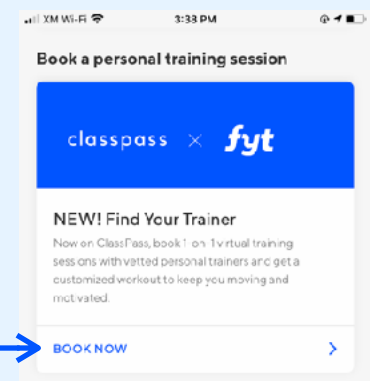 XM Wi-Fi 3:33 PM
Book a personal training session
classpass × fyt
NEW! Find Your Trainer
Now on ClassPass, book 1-on-1 virtual training
sessions with vetted personal trainers and get a
customized workout to keep you moving and
motivated.
BOOK NOW